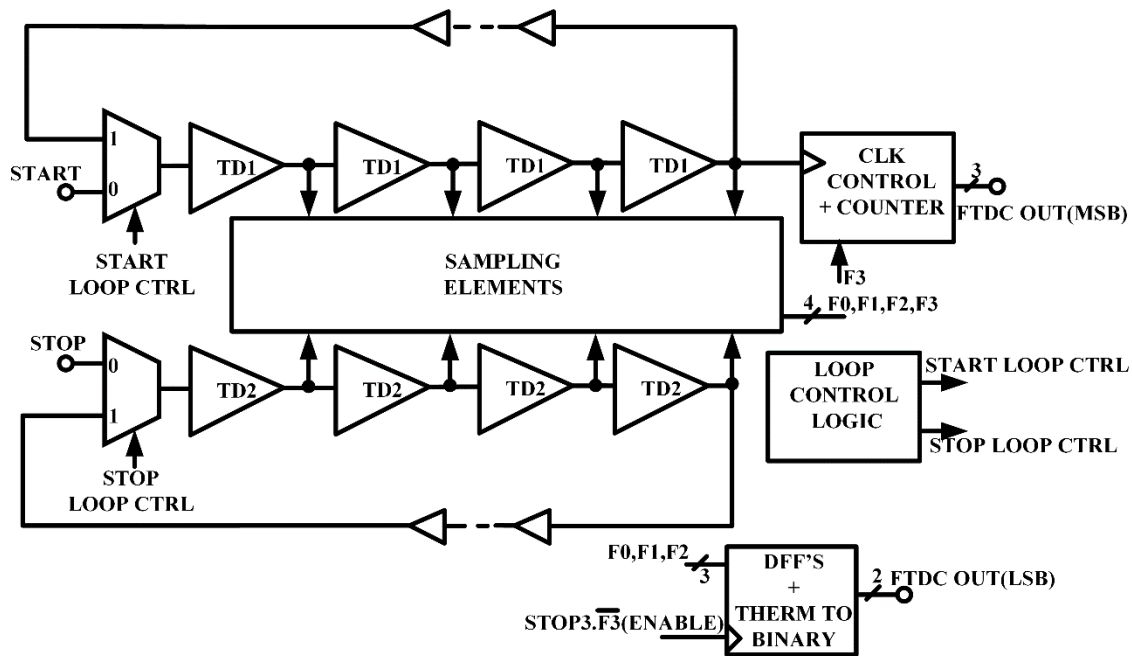 1
START
0
TD1
TD1
TD1
TD1
CLK
CONTROL
+ COUNTER
3
FTDC OUT(MSB)
START
LOOP CTRL
SAMPLING
ELEMENTS
F3
4 F0,F1,F2,F3
STOP
0
1
TD2
TD2
TD2
TD2
LOOP
CONTROL
LOGIC
START LOOP CTRL
STOP LOOP CTRL
STOP
LOOP CTRL
F0,F1,F2
3
STOP3.F̅3̅(ENABLE)
DFF'S
+
THERM TO
BINARY
2 FTDC OUT(LSB)